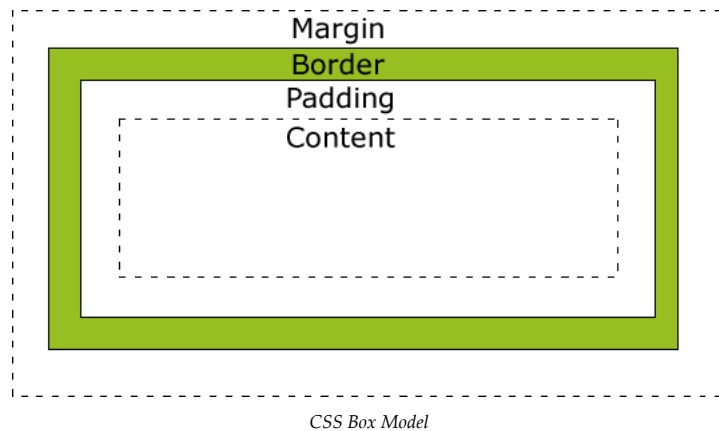 Margin
Border
Padding
Content
CSS Box Model